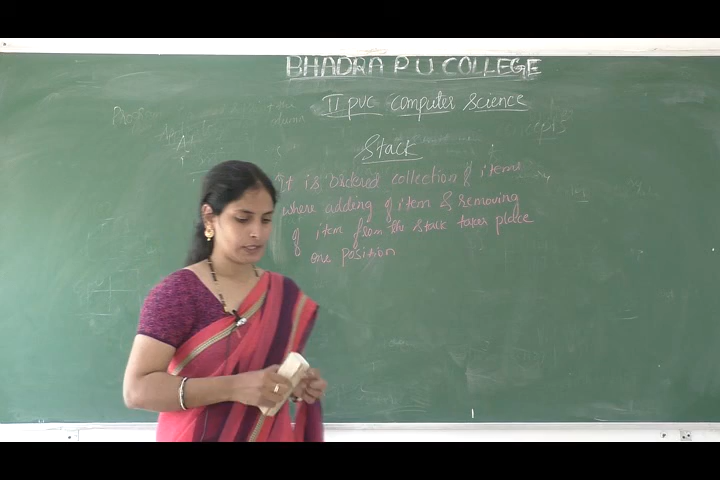 BHADRA P U COLLEGE
II PUC Computer Science
Stack
It is ordered collection of items
where adding of item & removing
of item from the stack takes place
one position